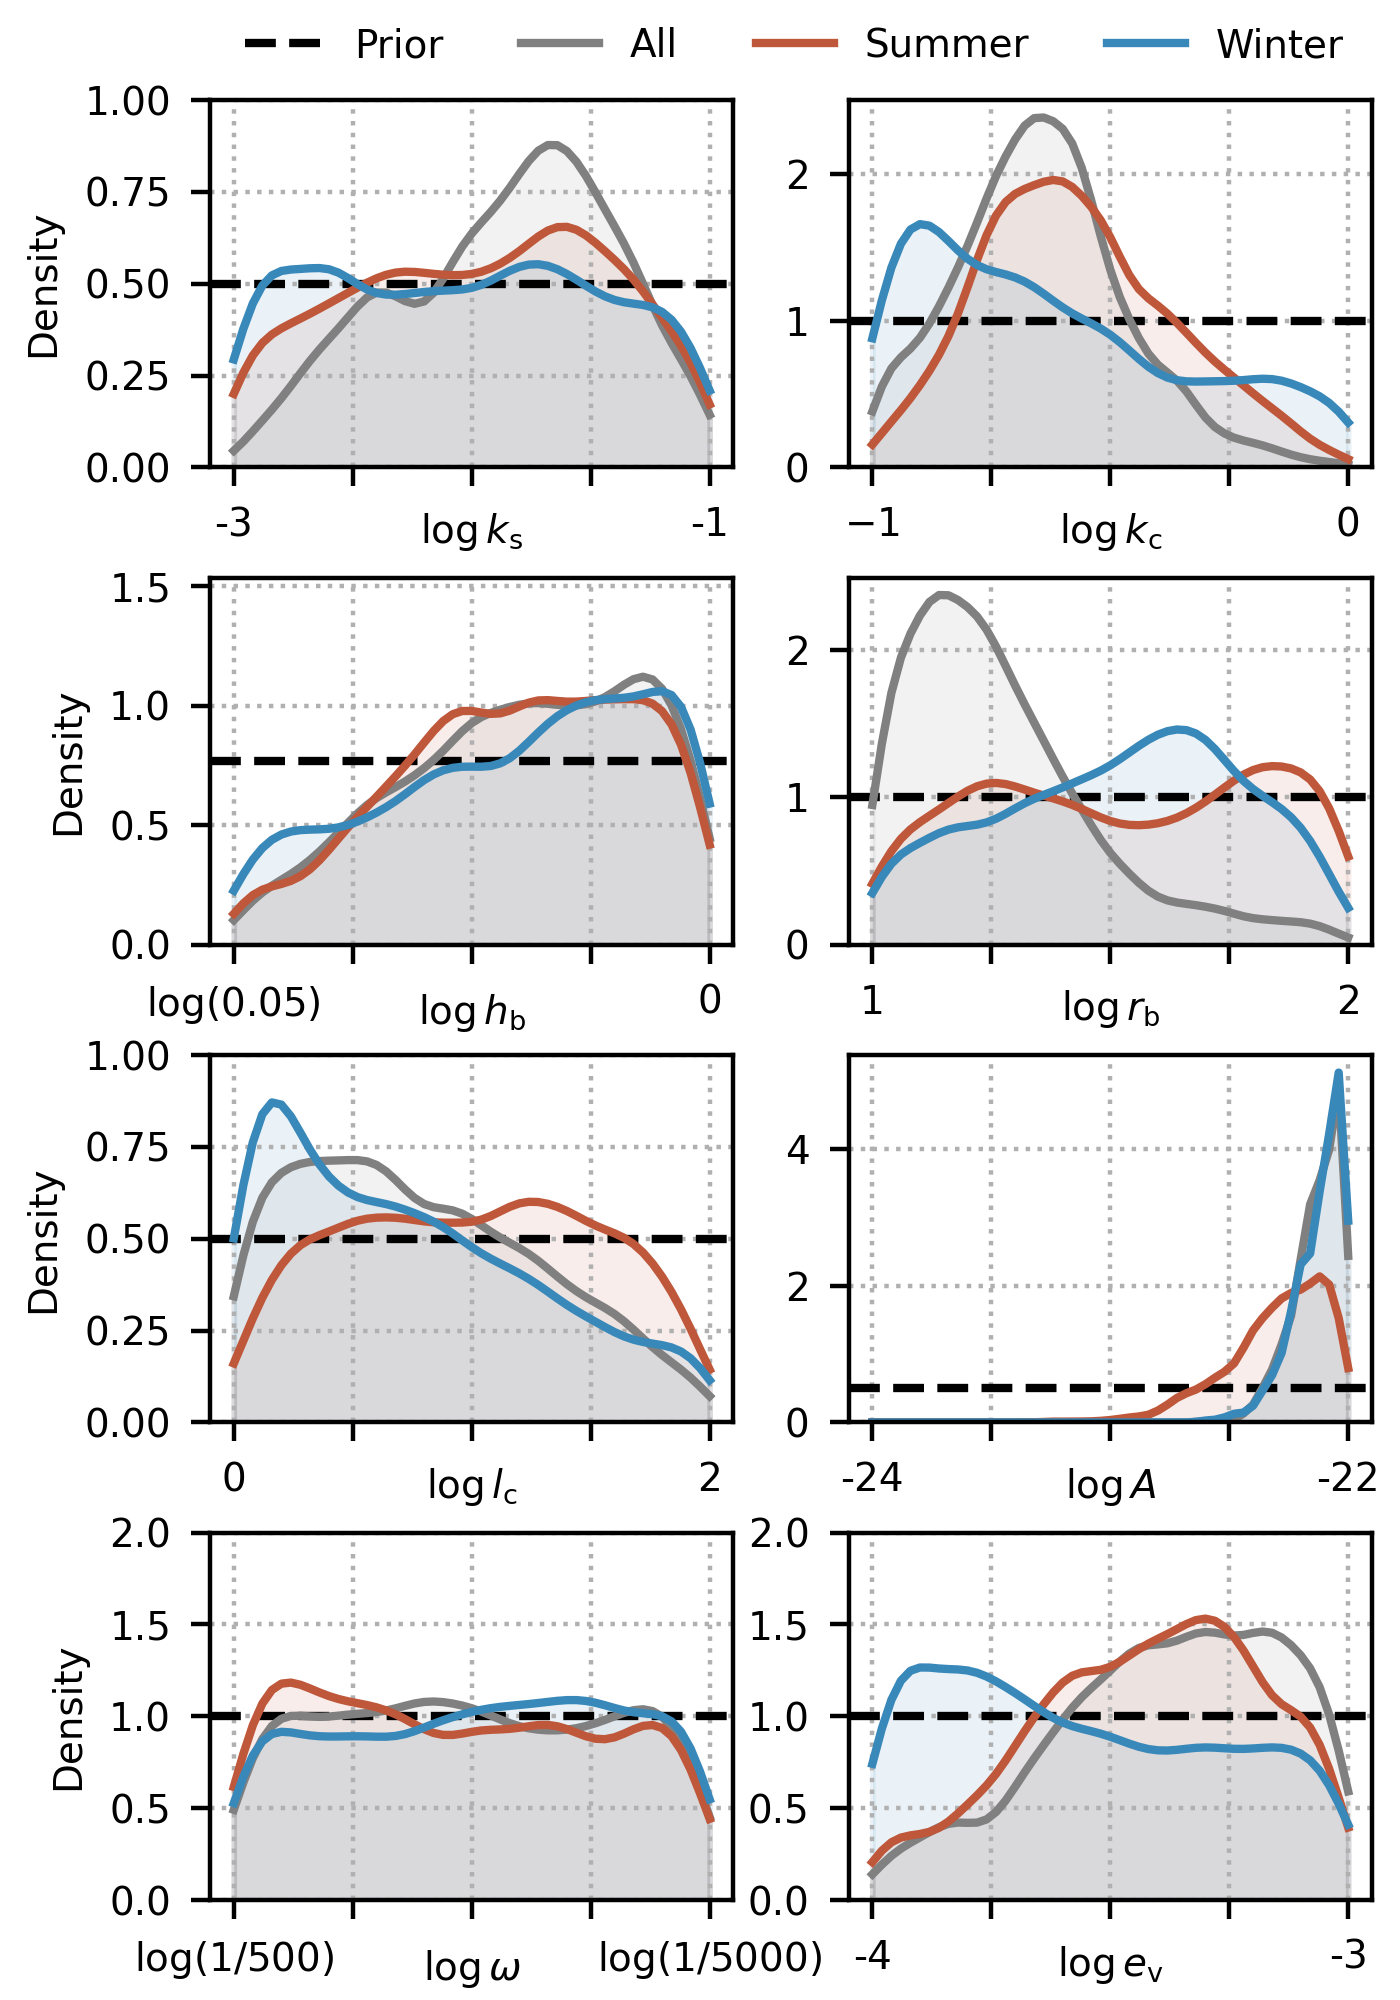 Prior All Summer Winter
1.00
0.75
0.50
0.25
0.00
Density
-3 log k_s -1
2
1
0
−1 log k_c 0
1.5
1.0
0.5
0.0
Density
log(0.05) log h_b 0
2
1
0
1 log r_b 2
1.00
0.75
0.50
0.25
0.00
Density
0 log l_c 2
4
2
0
-24 log A -22
2.0
1.5
1.0
0.5
0.0
Density
log(1/500) log ω log(1/5000)
2.0
1.5
1.0
0.5
0.0
-4 log e_v -3